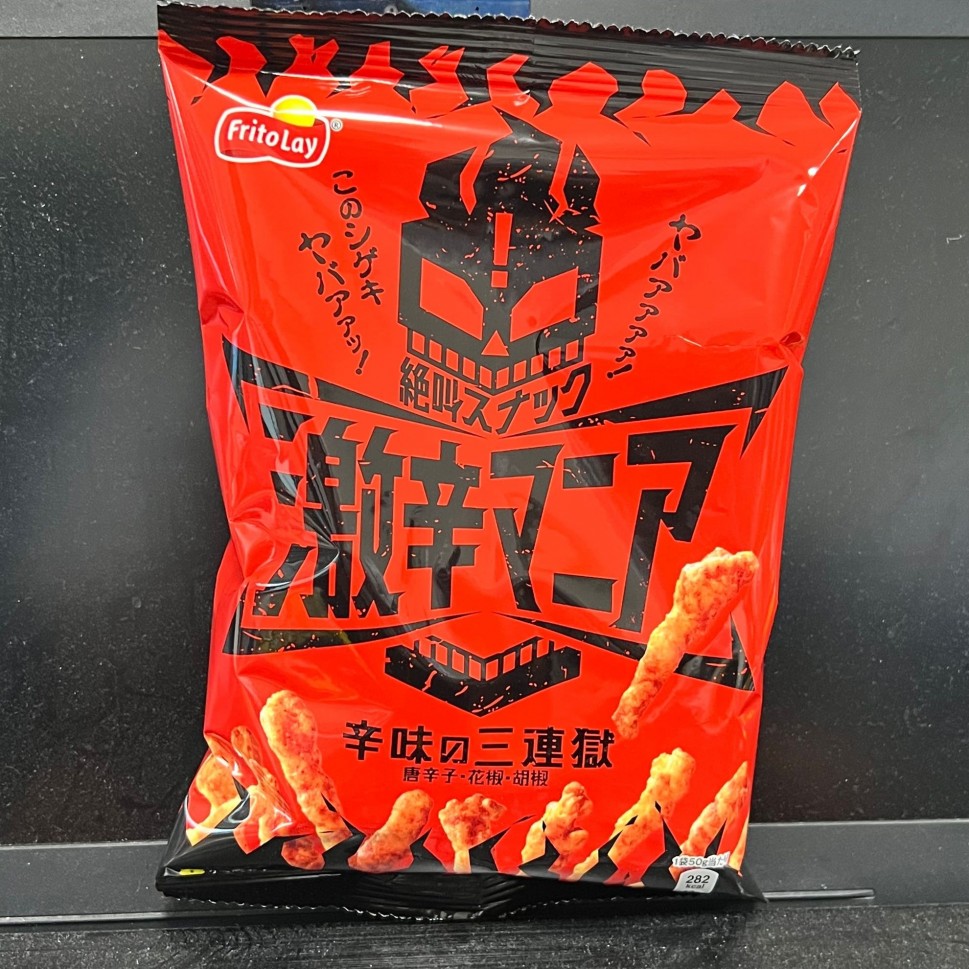 FritoLay®
このシゲキ
ヤバアアッ!
ヤバアアアア!
絶叫スナック
激辛マニア
辛味の三連獄
唐辛子・花椒・胡椒
1袋50g当たり
282
kcal